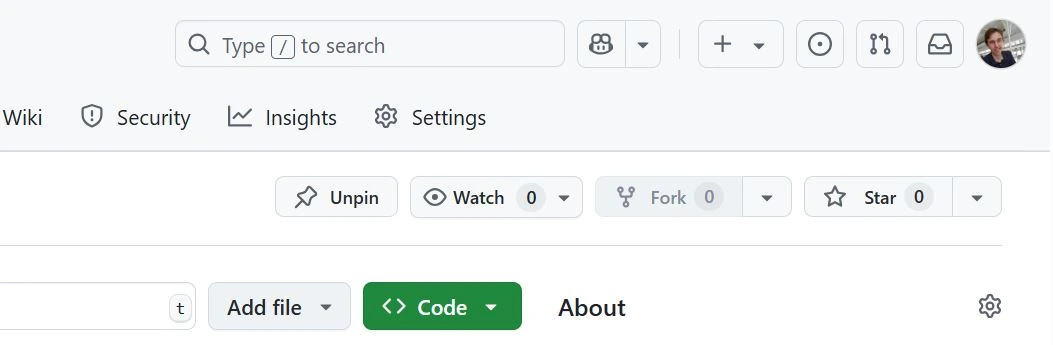 Type / to search
Wiki Security Insights Settings
Unpin Watch 0 Fork 0 Star 0
t Add file <> Code About